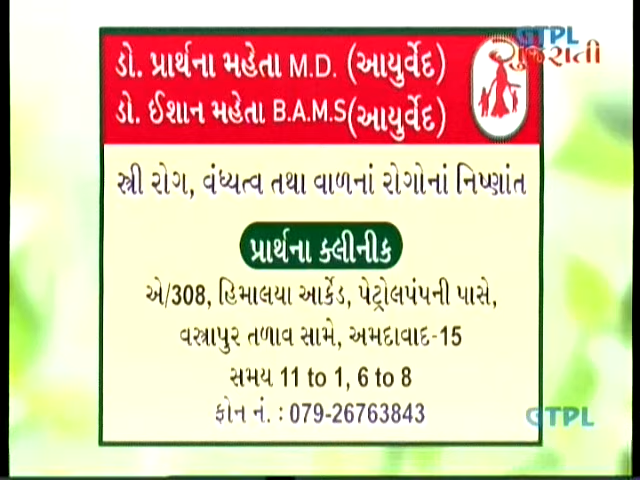 GTPL
ગુજરાતી
ડો. પ્રાર્થના મહેતા M.D. (આયુર્વેદ)
ડો. ઈશાન મહેતા B.A.M.S (આયુર્વેદ)
સ્ત્રી રોગ, વંધ્યત્વ તથા વાળનાં રોગોનાં નિષ્ણાંત
પ્રાર્થના ક્લીનીક
એ/308, હિમાલયા આર્કેડ, પેટ્રોલપંપની પાસે,
વસ્ત્રાપુર તળાવ સામે, અમદાવાદ-15
સમય 11 to 1, 6 to 8
ફોન નં. : 079-26763843
GTPL